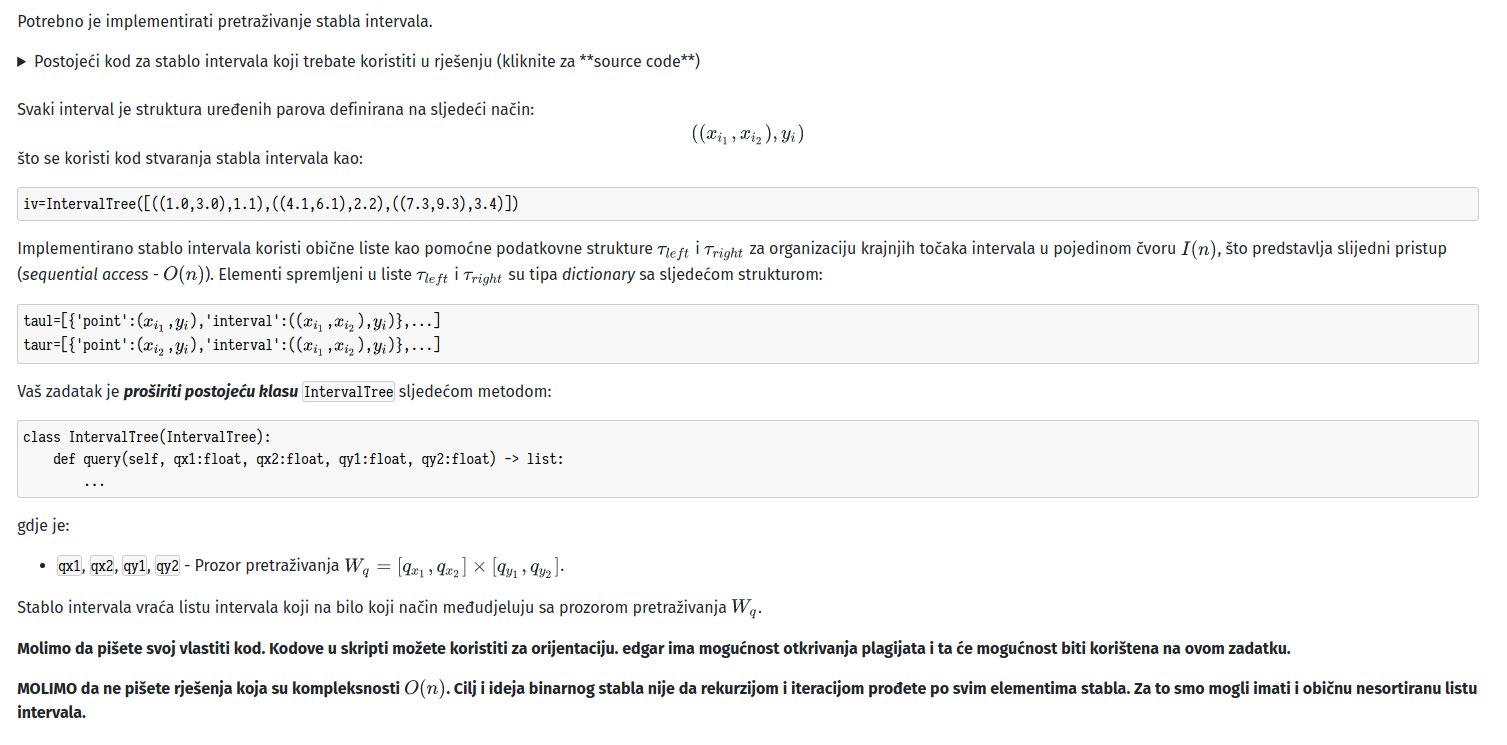 Potrebno je implementirati pretraživanje stabla intervala.
▶ Postojeći kod za stablo intervala koji trebate koristiti u rješenju (kliknite za **source code**)
Svaki interval je struktura uređenih parova definirana na sljedeći način:
((x_{i_1}, x_{i_2}), y_i)
što se koristi kod stvaranja stabla intervala kao:
iv=IntervalTree([((1.0,3.0),1.1),((4.1,6.1),2.2),((7.3,9.3),3.4)])
Implementirano stablo intervala koristi obične liste kao pomoćne podatkovne strukture τ_{left} i τ_{right} za organizaciju krajnjih točaka intervala u pojedinom čvoru I(n), što predstavlja slijedni pristup
(sequential access - O(n)). Elementi spremljeni u liste τ_{left} i τ_{right} su tipa dictionary sa sljedećom strukturom:
taul=[{'point':(x_{i_1},y_i),'interval':((x_{i_1},x_{i_2}),y_i)},...]
taur=[{'point':(x_{i_2},y_i),'interval':((x_{i_1},x_{i_2}),y_i)},...]
Vaš zadatak je proširiti postojeću klasu IntervalTree sljedećom metodom:
class IntervalTree(IntervalTree):
    def query(self, qx1:float, qx2:float, qy1:float, qy2:float) -> list:
        ...
gdje je:
• qx1, qx2, qy1, qy2 - Prozor pretraživanja W_q = [q_{x_1}, q_{x_2}] × [q_{y_1}, q_{y_2}].
Stablo intervala vraća listu intervala koji na bilo koji način međudjeluju sa prozorom pretraživanja W_q.
Molimo da pišete svoj vlastiti kod. Kodove u skripti možete koristiti za orijentaciju. edgar ima mogućnost otkrivanja plagijata i ta će mogućnost biti korištena na ovom zadatku.
MOLIMO da ne pišete rješenja koja su kompleksnosti O(n). Cilj i ideja binarnog stabla nije da rekurzijom i iteracijom prođete po svim elementima stabla. Za to smo mogli imati i običnu nesortiranu listu
intervala.